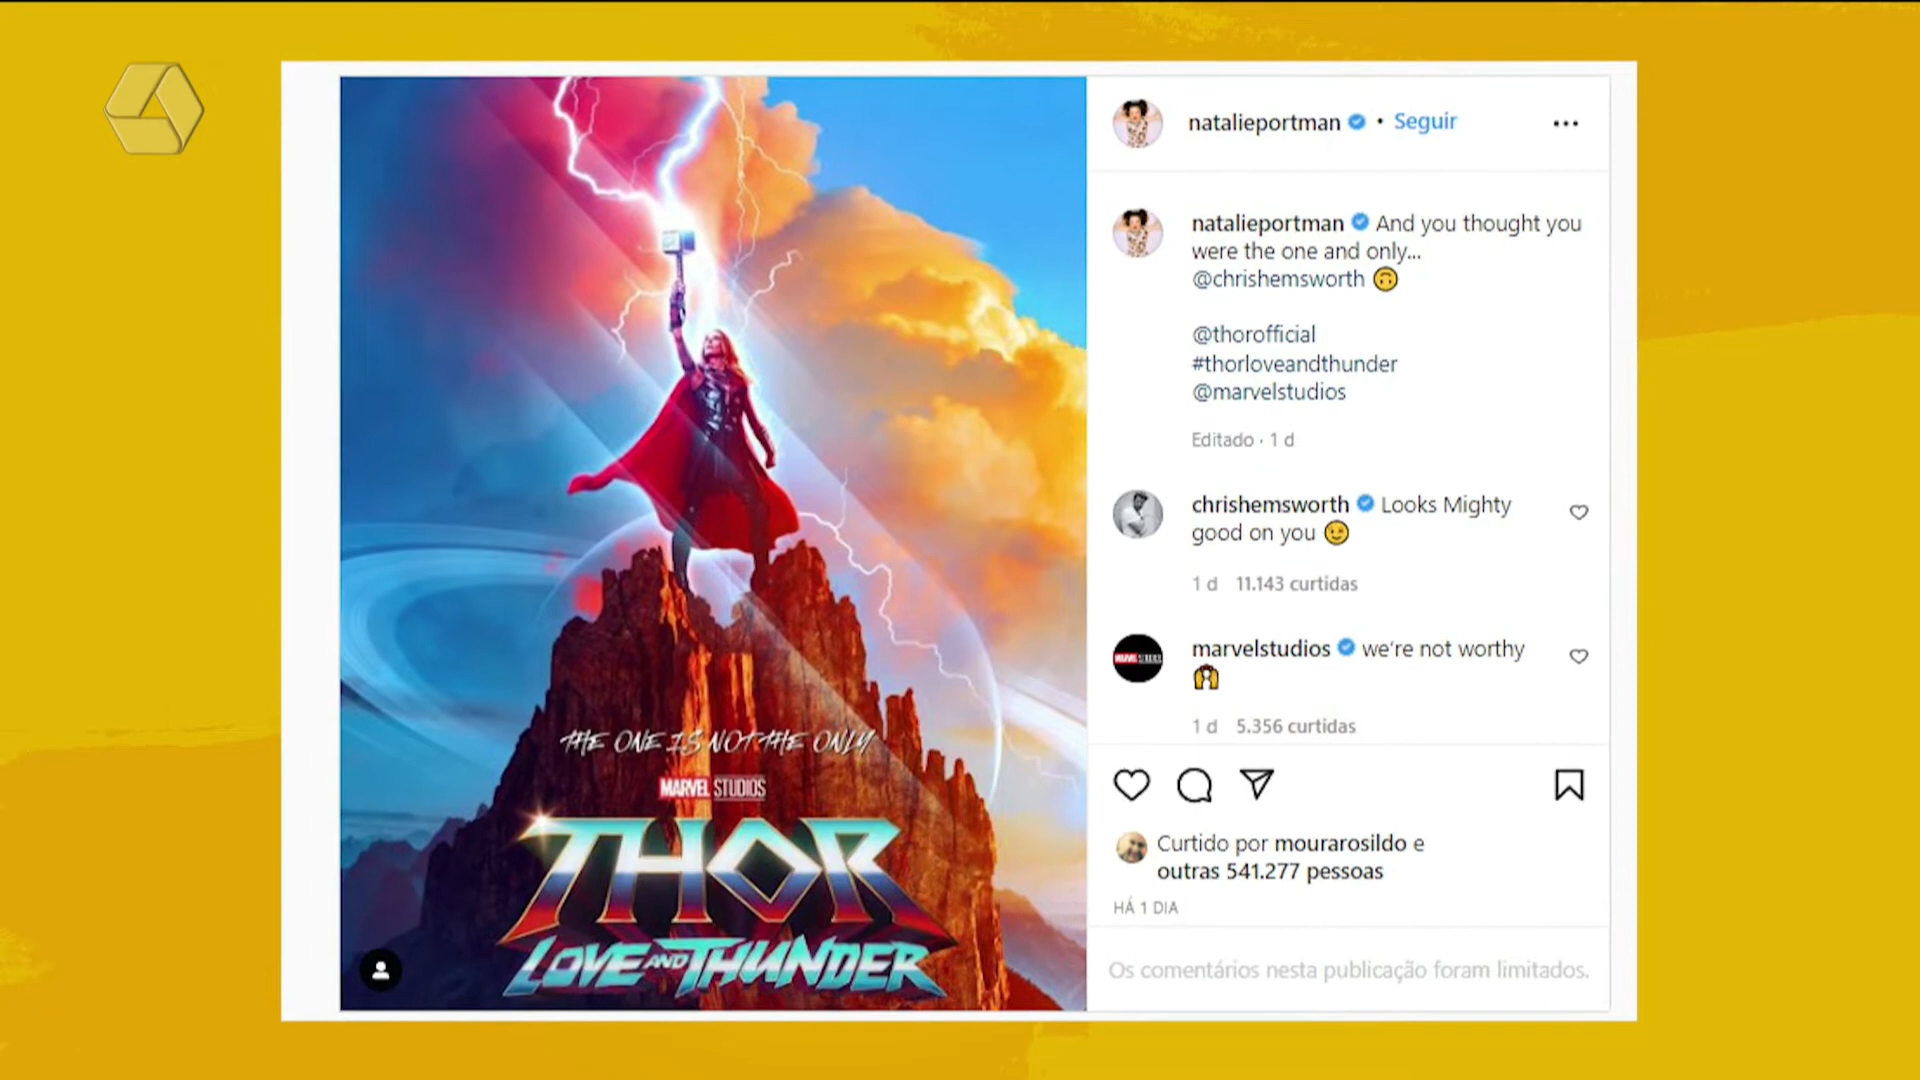 THE ONE IS NOT THE ONLY
MARVEL STUDIOS
THOR
LOVE AND THUNDER
natalieportman • Seguir
natalieportman And you thought you
were the one and only...
@chrishemsworth 🙃
@thorofficial
#thorloveandthunder
@marvelstudios
Editado · 1 d
chrishemsworth Looks Mighty
good on you 😉
1 d 11.143 curtidas
MARVEL STUDIOS
marvelstudios we're not worthy
🙌
1 d 5.356 curtidas
Curtido por mourarosildo e
outras 541.277 pessoas
HÁ 1 DIA
Os comentários nesta publicação foram limitados.